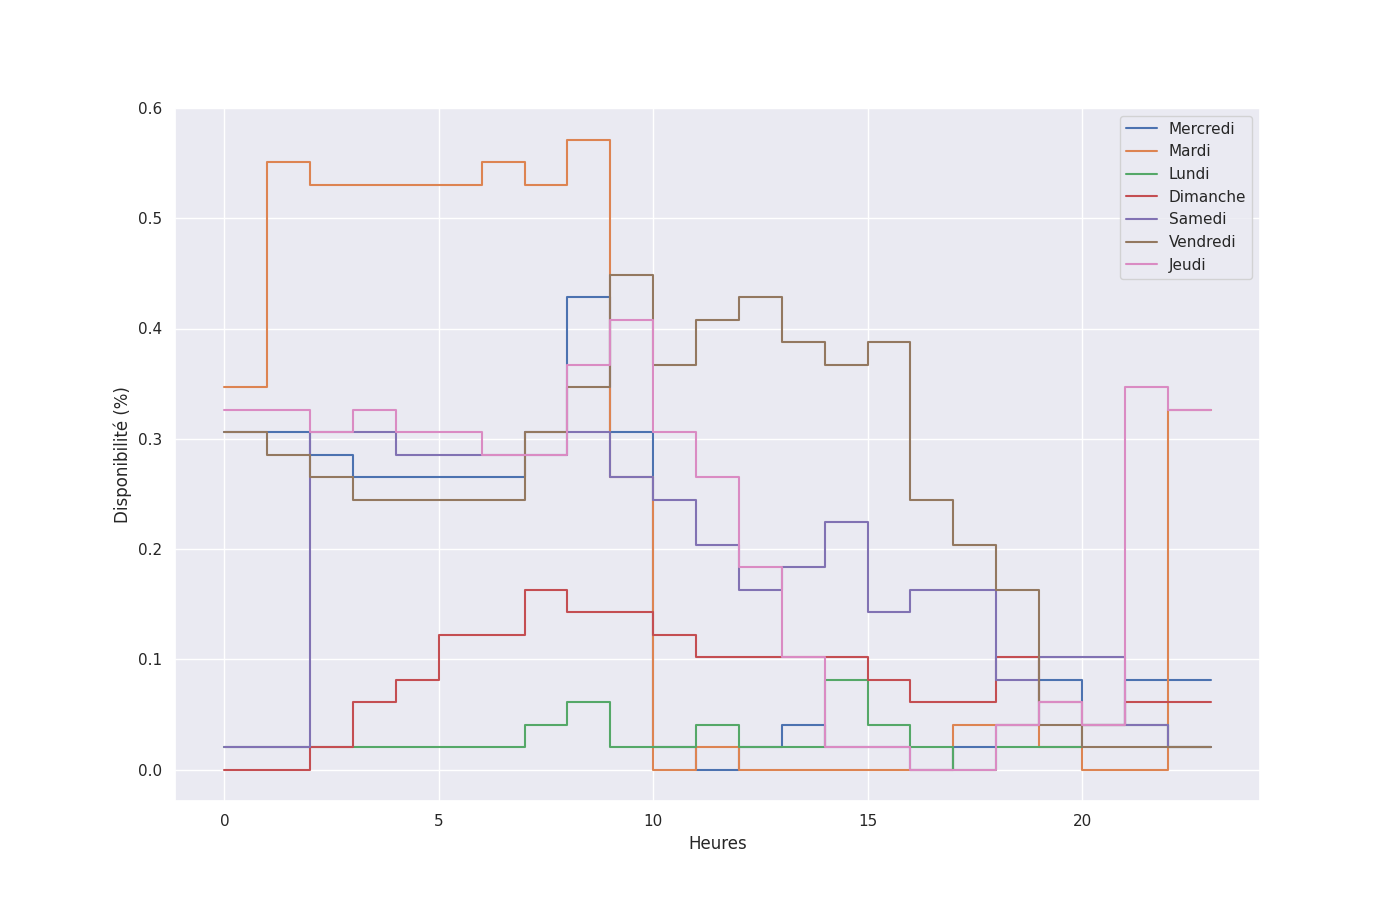 0.6
0.5
0.4
0.3
0.2
0.1
0.0
Disponibilité (%)
0 5 10 15 20
Heures
Mercredi
Mardi
Lundi
Dimanche
Samedi
Vendredi
Jeudi